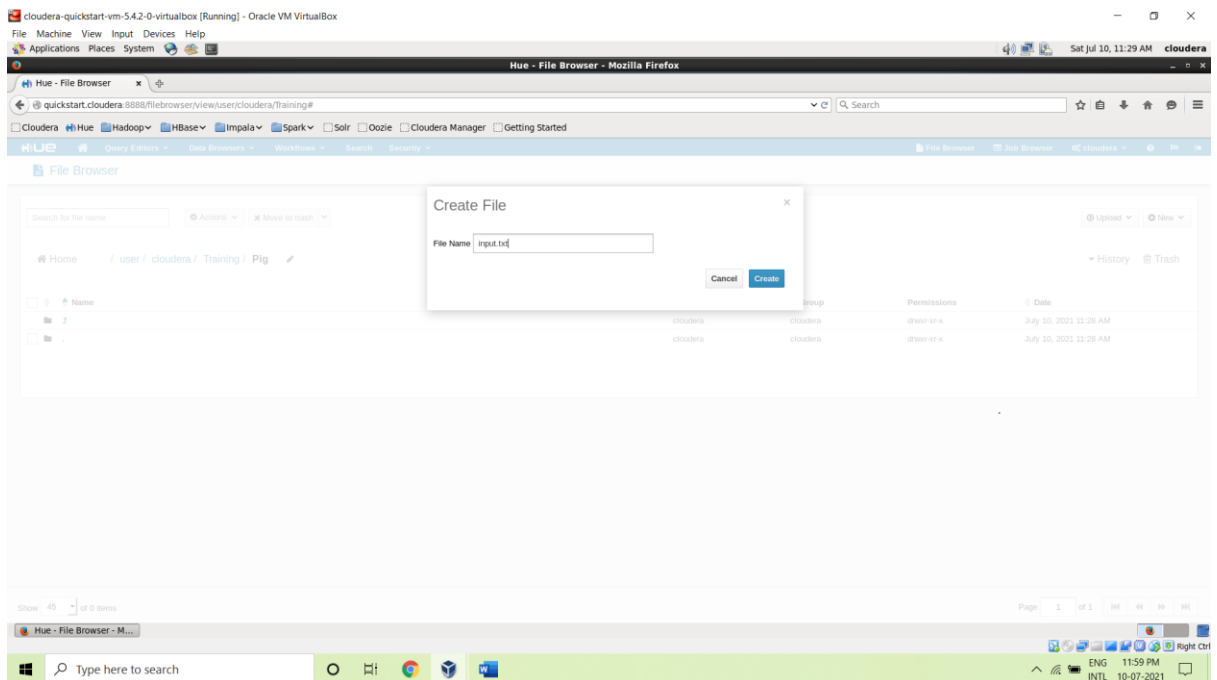 cloudera-quickstart-vm-5.4.2-0-virtualbox [Running] - Oracle VM VirtualBox
File Machine View Input Devices Help
Applications Places System Sat Jul 10, 11:29 AM cloudera
Hue - File Browser - Mozilla Firefox
Hue - File Browser
quickstart.cloudera:8888/filebrowser/view/user/cloudera/Training# Search
Cloudera Hue Hadoop HBase Impala Spark Solr Oozie Cloudera Manager Getting Started
HUE Query Editors Data Browsers Workflows Search Security File Browser Job Browser cloudera
File Browser
Create File
Search for file name Actions Move to trash Upload New
File Name input.txt
Home / user / cloudera / Training / Pig History Trash
Cancel Create
Name Group Permissions Date
cloudera cloudera drwxr-xr-x July 10, 2021 11:28 AM
. cloudera cloudera drwxr-xr-x July 10, 2021 11:28 AM
Show 45 of 0 items Page 1 of 1
Hue - File Browser - M...
Right Ctrl
Type here to search ENG 11:59 PM
INTL 10-07-2021